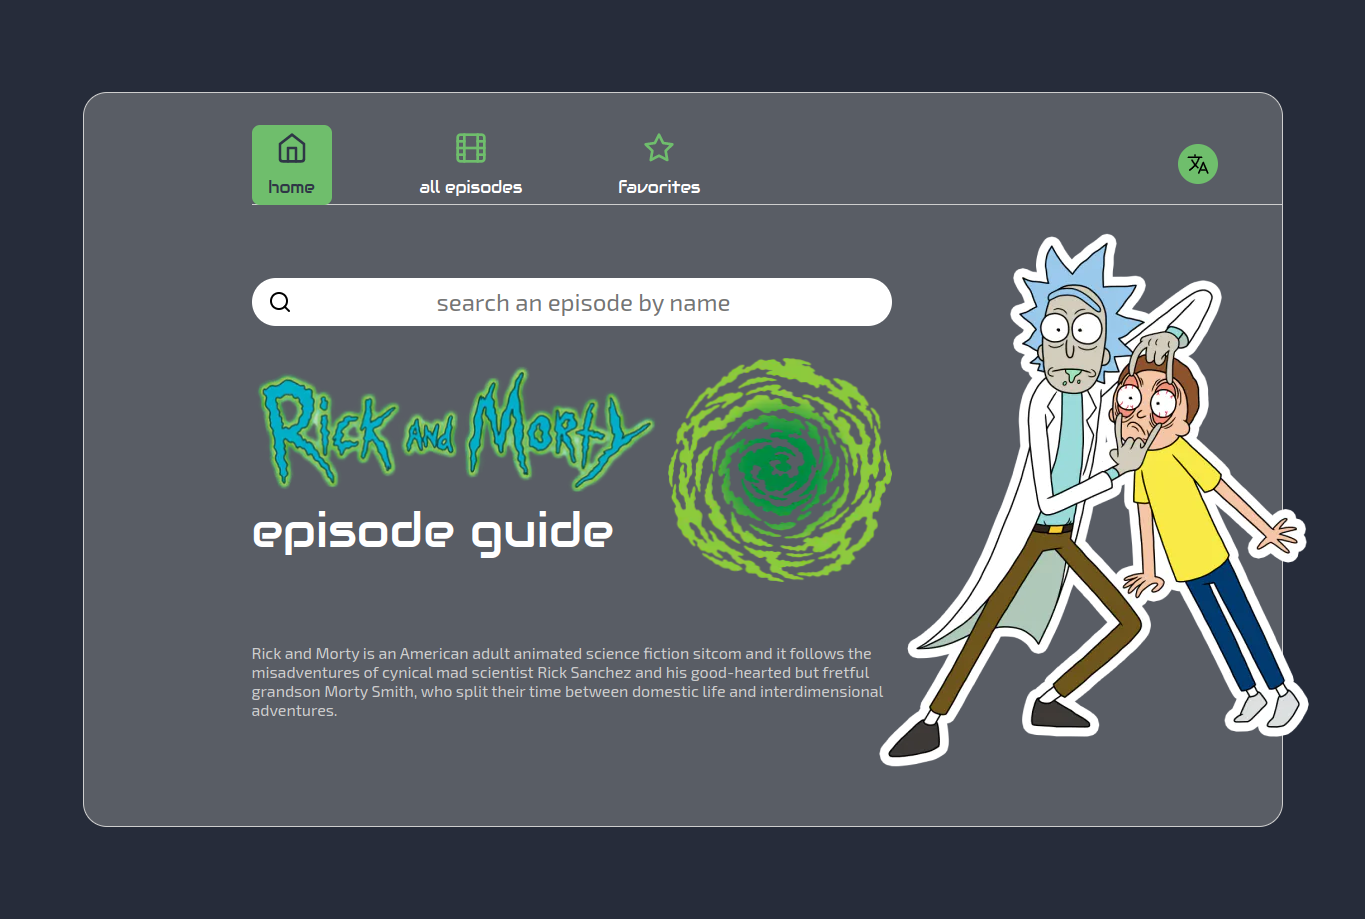 home
all episodes
favorites
search an episode by name
Rick and Morty
episode guide
Rick and Morty is an American adult animated science fiction sitcom and it follows the
misadventures of cynical mad scientist Rick Sanchez and his good-hearted but fretful
grandson Morty Smith, who split their time between domestic life and interdimensional
adventures.